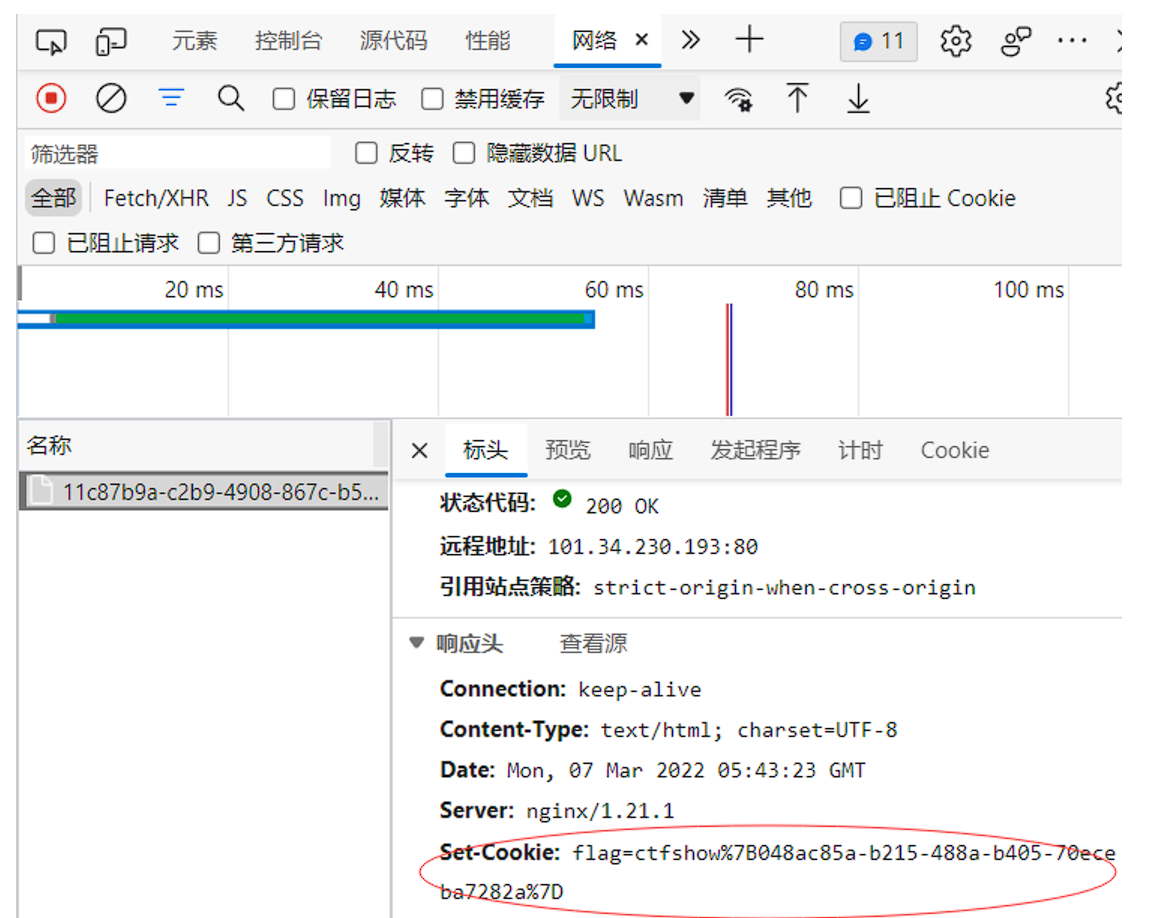 元素 控制台 源代码 性能 网络 × » + 11 ···
保留日志 禁用缓存 无限制
筛选器 反转 隐藏数据 URL
全部 Fetch/XHR JS CSS Img 媒体 字体 文档 WS Wasm 清单 其他 已阻止 Cookie
已阻止请求 第三方请求
20 ms 40 ms 60 ms 80 ms 100 ms
名称 × 标头 预览 响应 发起程序 计时 Cookie
11c87b9a-c2b9-4908-867c-b5...
状态代码: 200 OK
远程地址: 101.34.230.193:80
引用站点策略: strict-origin-when-cross-origin
响应头 查看源
Connection: keep-alive
Content-Type: text/html; charset=UTF-8
Date: Mon, 07 Mar 2022 05:43:23 GMT
Server: nginx/1.21.1
Set-Cookie: flag=ctfshow%7B048ac85a-b215-488a-b405-70ece
ba7282a%7D